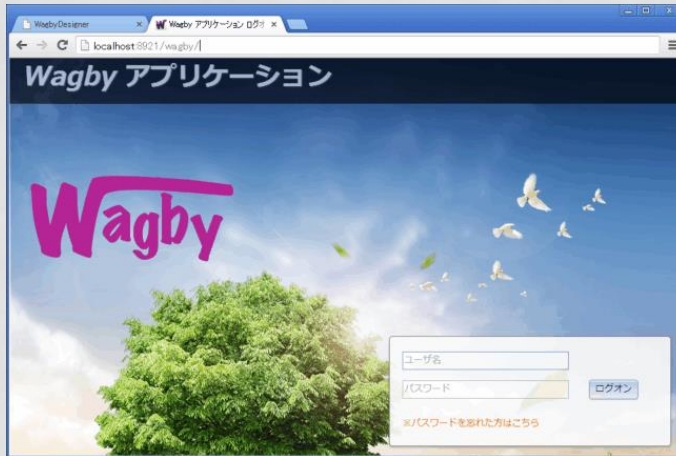 WagbyDesigner
Wagby アプリケーション ログオ
localhost:8921/wagby/
Wagby アプリケーション
Wagby
ユーザ名
パスワード
ログオン
※パスワードを忘れた方はこちら